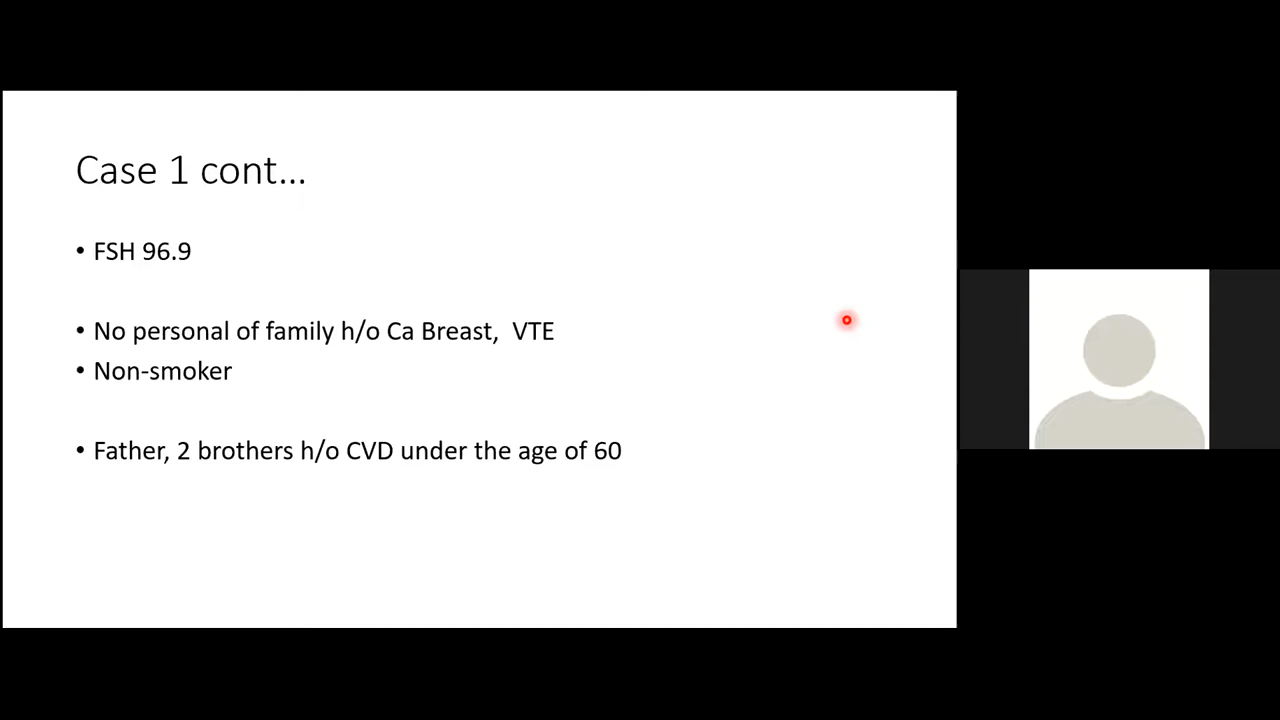 Case 1 cont...
• FSH 96.9
• No personal of family h/o Ca Breast, VTE
• Non-smoker
• Father, 2 brothers h/o CVD under the age of 60